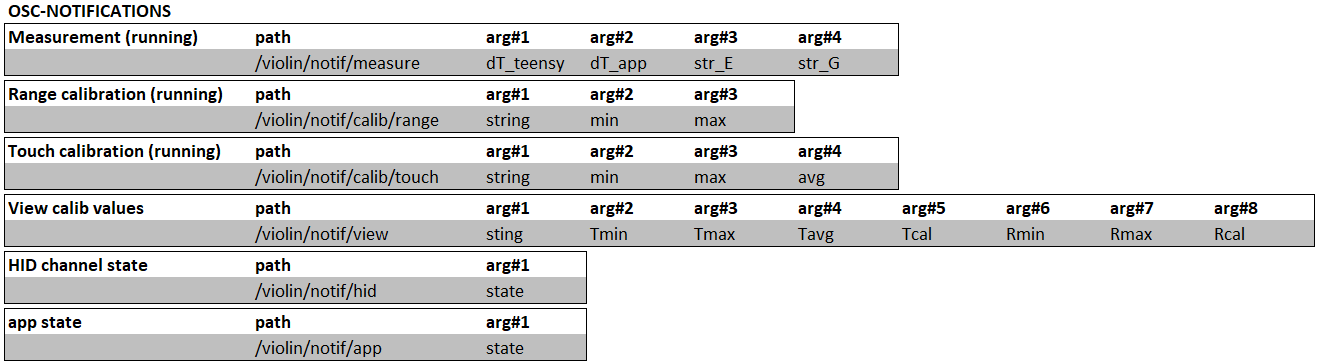 OSC-NOTIFICATIONS
Measurement (running) path arg#1 arg#2 arg#3 arg#4
/violin/notif/measure dT_teensy dT_app str_E str_G
Range calibration (running) path arg#1 arg#2 arg#3
/violin/notif/calib/range string min max
Touch calibration (running) path arg#1 arg#2 arg#3 arg#4
/violin/notif/calib/touch string min max avg
View calib values path arg#1 arg#2 arg#3 arg#4 arg#5 arg#6 arg#7 arg#8
/violin/notif/view sting Tmin Tmax Tavg Tcal Rmin Rmax Rcal
HID channel state path arg#1
/violin/notif/hid state
app state path arg#1
/violin/notif/app state